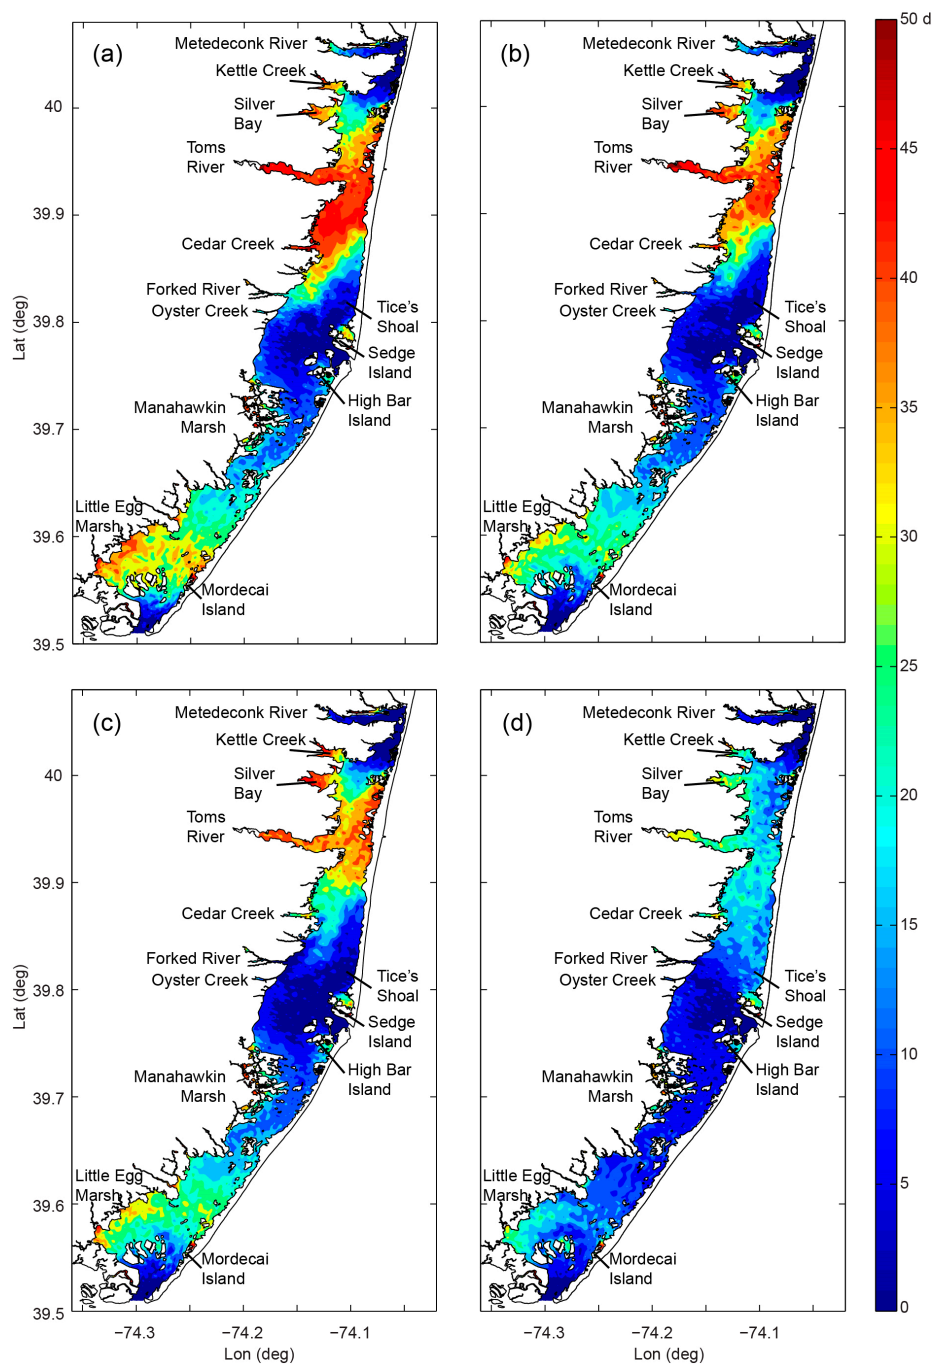 (a)
Metedeconk River
Kettle Creek
Silver
Bay
Toms
River
Cedar Creek
Forked River
Oyster Creek
Tice's
Shoal
Sedge
Island
High Bar
Island
Manahawkin
Marsh
Little Egg
Marsh
Mordecai
Island
40
39.9
39.8
39.7
39.6
39.5
Lat (deg)
(b)
Metedeconk River
Kettle Creek
Silver
Bay
Toms
River
Cedar Creek
Forked River
Oyster Creek
Tice's
Shoal
Sedge
Island
High Bar
Island
Manahawkin
Marsh
Little Egg
Marsh
Mordecai
Island
(c)
Metedeconk River
Kettle Creek
Silver
Bay
Toms
River
Cedar Creek
Forked River
Oyster Creek
Tice's
Shoal
Sedge
Island
High Bar
Island
Manahawkin
Marsh
Little Egg
Marsh
Mordecai
Island
40
39.9
39.8
39.7
39.6
39.5
Lat (deg)
−74.3 −74.2 −74.1
Lon (deg)
(d)
Metedeconk River
Kettle Creek
Silver
Bay
Toms
River
Cedar Creek
Forked River
Oyster Creek
Tice's
Shoal
Sedge
Island
High Bar
Island
Manahawkin
Marsh
Little Egg
Marsh
Mordecai
Island
−74.3 −74.2 −74.1
Lon (deg)
50 d
45
40
35
30
25
20
15
10
5
0